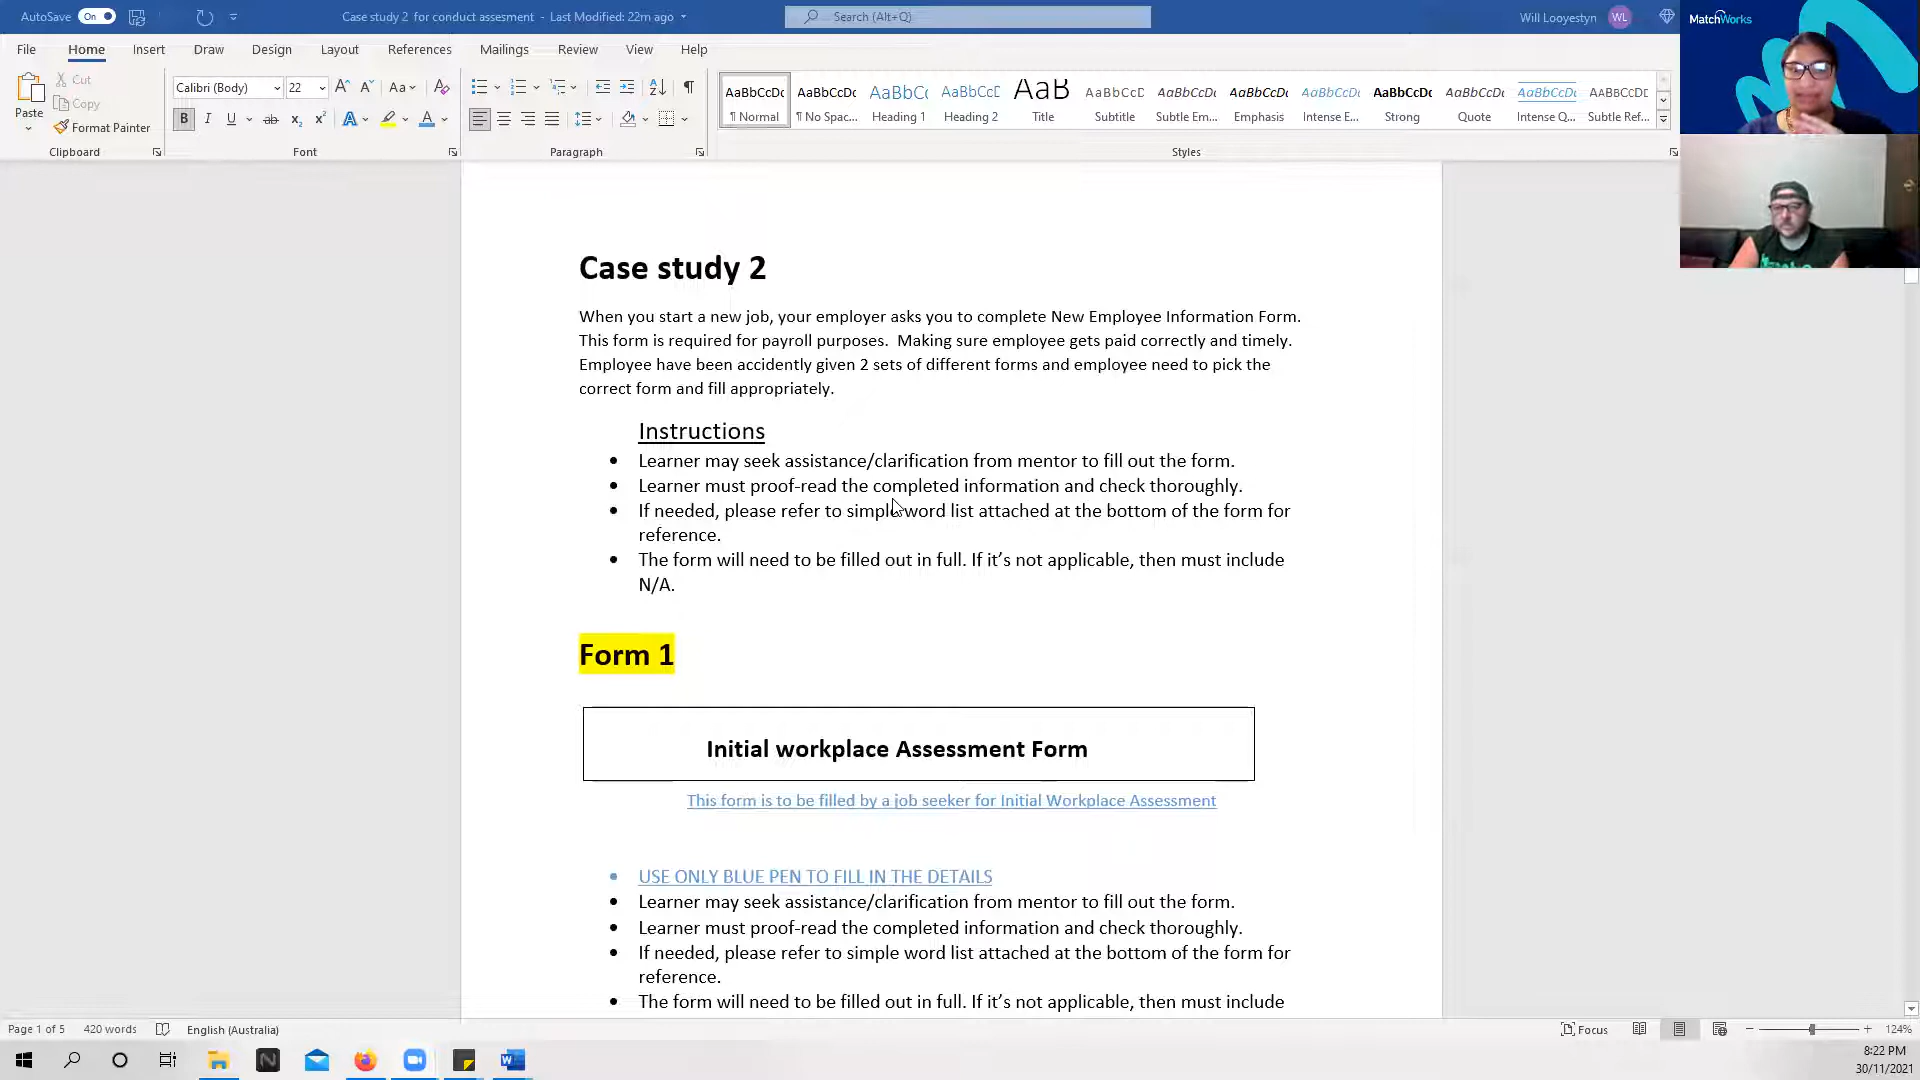 AutoSave On
Case study 2 for conduct assesment - Last Modified: 22m ago
Search (Alt+Q)
Will Looyestyn WL
MatchWorks
File Home Insert Draw Design Layout References Mailings Review View Help
Paste
Cut
Copy
Format Painter
Clipboard
Calibri (Body) 22
Font
Paragraph
AaBbCcDc AaBbCcDc AaBbCc AaBbCcD AaB AaBbCcD AaBbCcDc AaBbCcDc AaBbCcDc AaBbCcDc AaBbCcDc AaBbCcDc AABBCCDE
¶ Normal ¶ No Spac... Heading 1 Heading 2 Title Subtitle Subtle Em... Emphasis Intense E... Strong Quote Intense Q... Subtle Ref...
Styles
Case study 2
When you start a new job, your employer asks you to complete New Employee Information Form.
This form is required for payroll purposes. Making sure employee gets paid correctly and timely.
Employee have been accidently given 2 sets of different forms and employee need to pick the
correct form and fill appropriately.
Instructions
• Learner may seek assistance/clarification from mentor to fill out the form.
• Learner must proof-read the completed information and check thoroughly.
• If needed, please refer to simple word list attached at the bottom of the form for
reference.
• The form will need to be filled out in full. If it’s not applicable, then must include
N/A.
Form 1
Initial workplace Assessment Form
This form is to be filled by a job seeker for Initial Workplace Assessment
• USE ONLY BLUE PEN TO FILL IN THE DETAILS
• Learner may seek assistance/clarification from mentor to fill out the form.
• Learner must proof-read the completed information and check thoroughly.
• If needed, please refer to simple word list attached at the bottom of the form for
reference.
• The form will need to be filled out in full. If it’s not applicable, then must include
Page 1 of 5 420 words English (Australia) Focus 124%
8:22 PM
30/11/2021